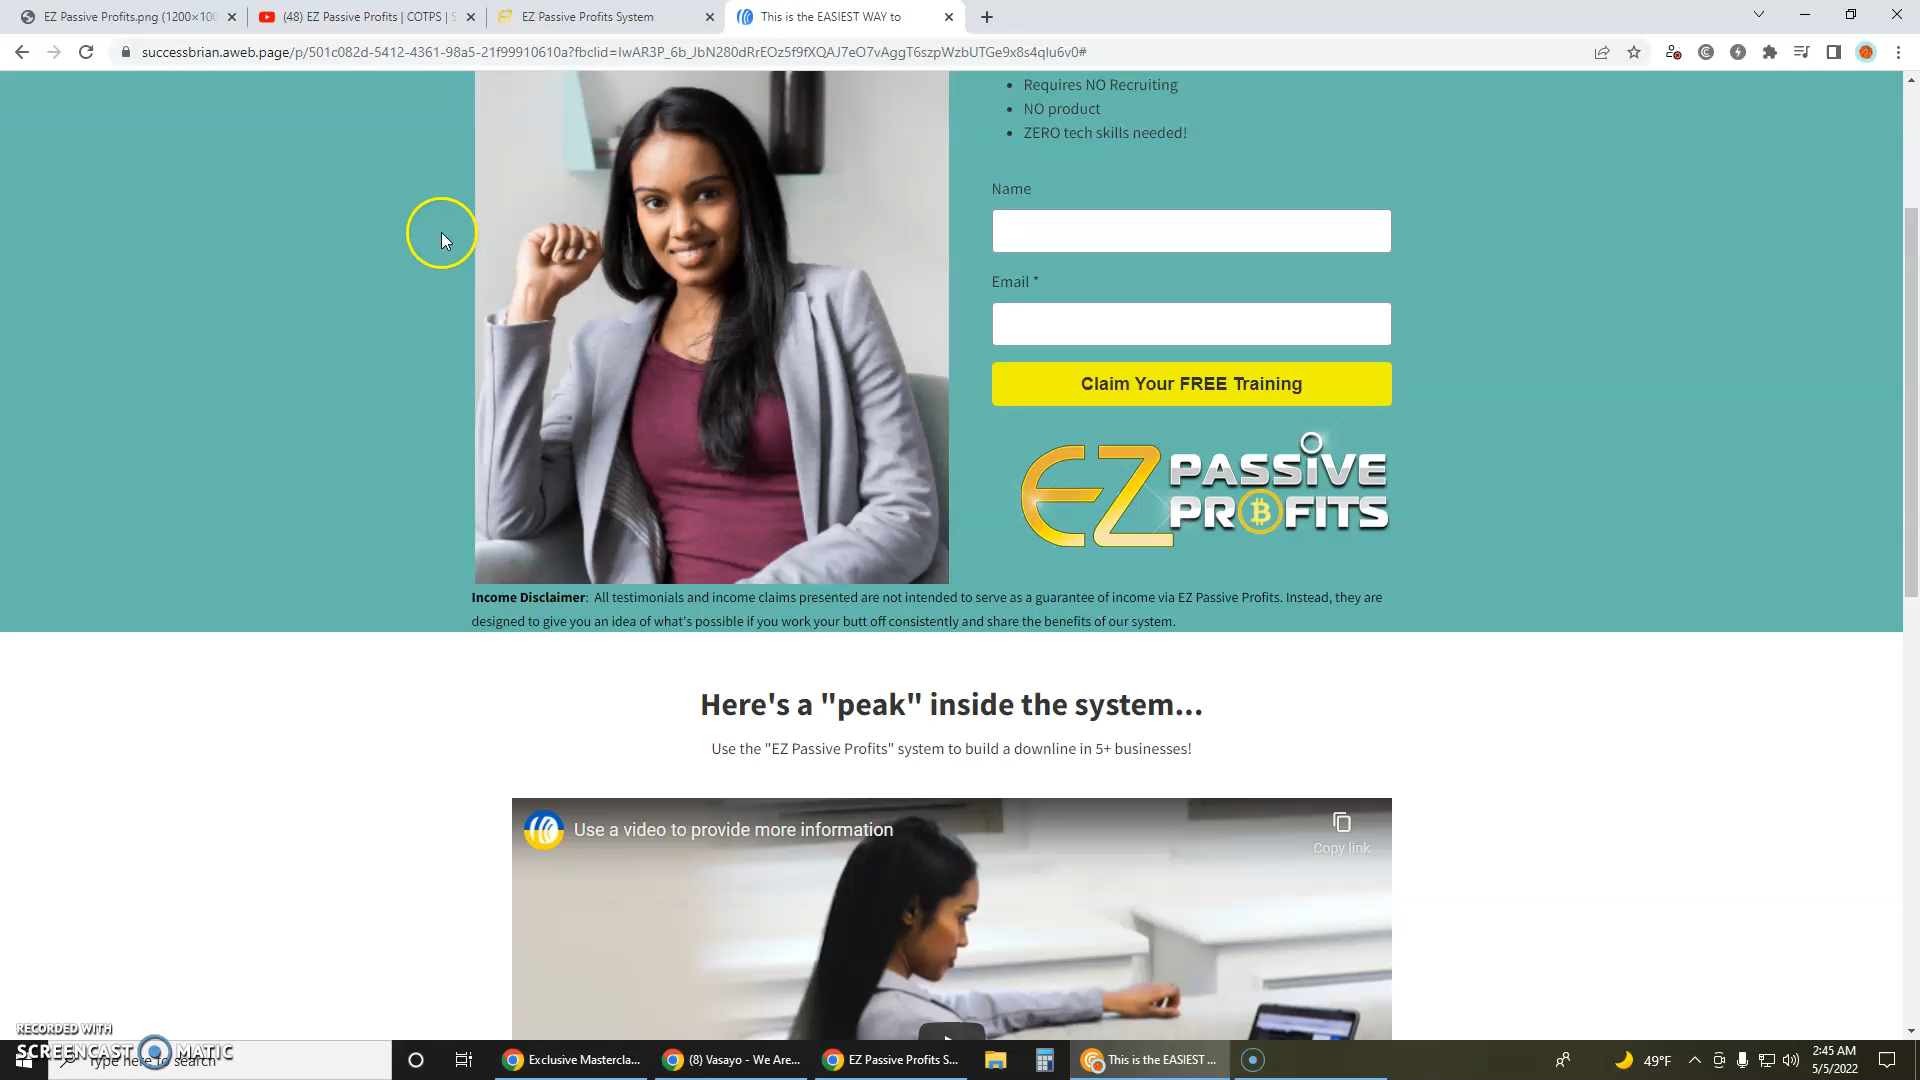 EZ Passive Profits.png (1200×100
(48) EZ Passive Profits | COTPS | S
EZ Passive Profits System
This is the EASIEST WAY to
successbrian.aweb.page/p/501c082d-5412-4361-98a5-21f99910610a?fbclid=IwAR3P_6b_JbN280dRrEOz5f9fXQAJ7eO7vAggT6szpWzbUTGe9x8s4qIu6v0#
Requires NO Recruiting
NO product
ZERO tech skills needed!
Name
Email *
Claim Your FREE Training
EZ PASSIVE
PROFITS
Income Disclaimer: All testimonials and income claims presented are not intended to serve as a guarantee of income via EZ Passive Profits. Instead, they are
designed to give you an idea of what's possible if you work your butt off consistently and share the benefits of our system.
Here's a "peak" inside the system...
Use the "EZ Passive Profits" system to build a downline in 5+ businesses!
Use a video to provide more information
Copy link
RECORDED WITH
SCREENCAST MATIC
Type here to search
Exclusive Mastercla...
(8) Vasayo - We Are...
EZ Passive Profits S...
This is the EASIEST ...
49°F
2:45 AM
5/5/2022